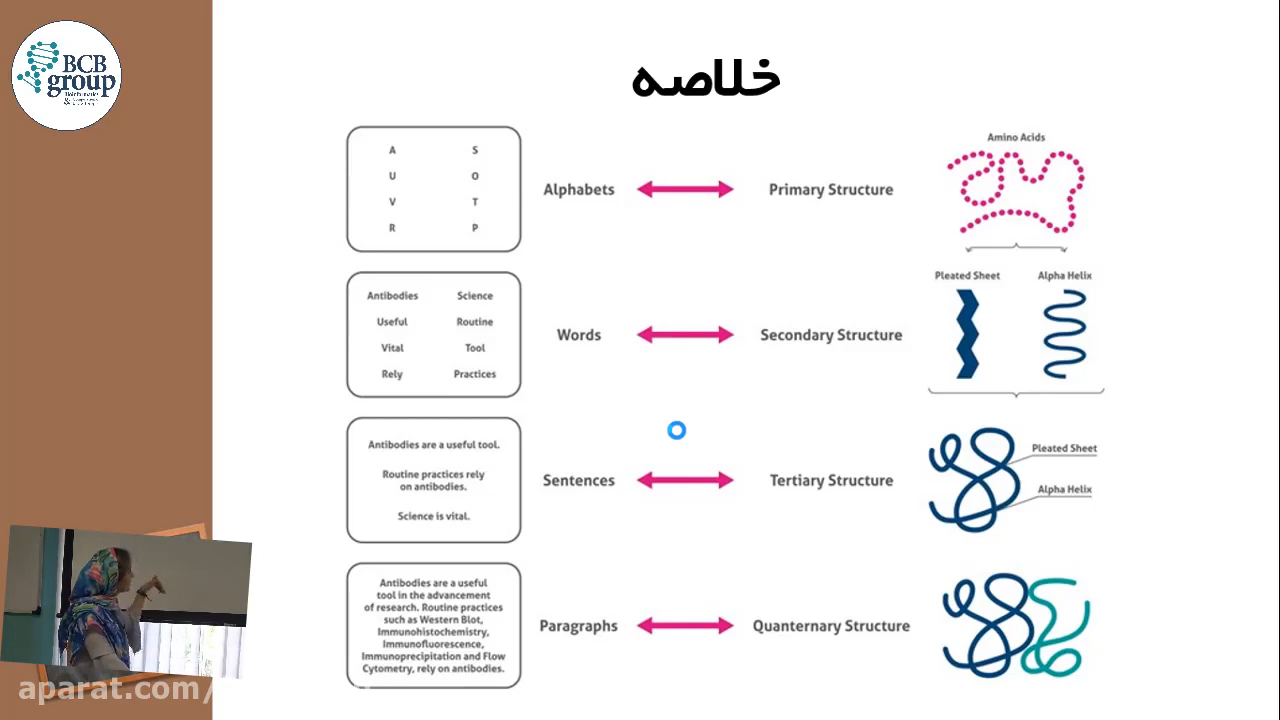 BCB
group
خلاصه
A S
U O
V T
R P
Alphabets
Primary Structure
Amino Acids
Antibodies Science
Useful Routine
Vital Tool
Rely Practices
Words
Secondary Structure
Pleated Sheet
Alpha Helix
Antibodies are a useful tool.
Routine practices rely
on antibodies.
Science is vital.
Sentences
Tertiary Structure
Pleated Sheet
Alpha Helix
Antibodies are a useful
tool in the advancement
of research. Routine practices
such as Western Blot,
Immunohistochemistry,
Immunofluorescence,
Immunoprecipitation and Flow
Cytometry, rely on antibodies.
Paragraphs
Quanternary Structure
aparat.com/